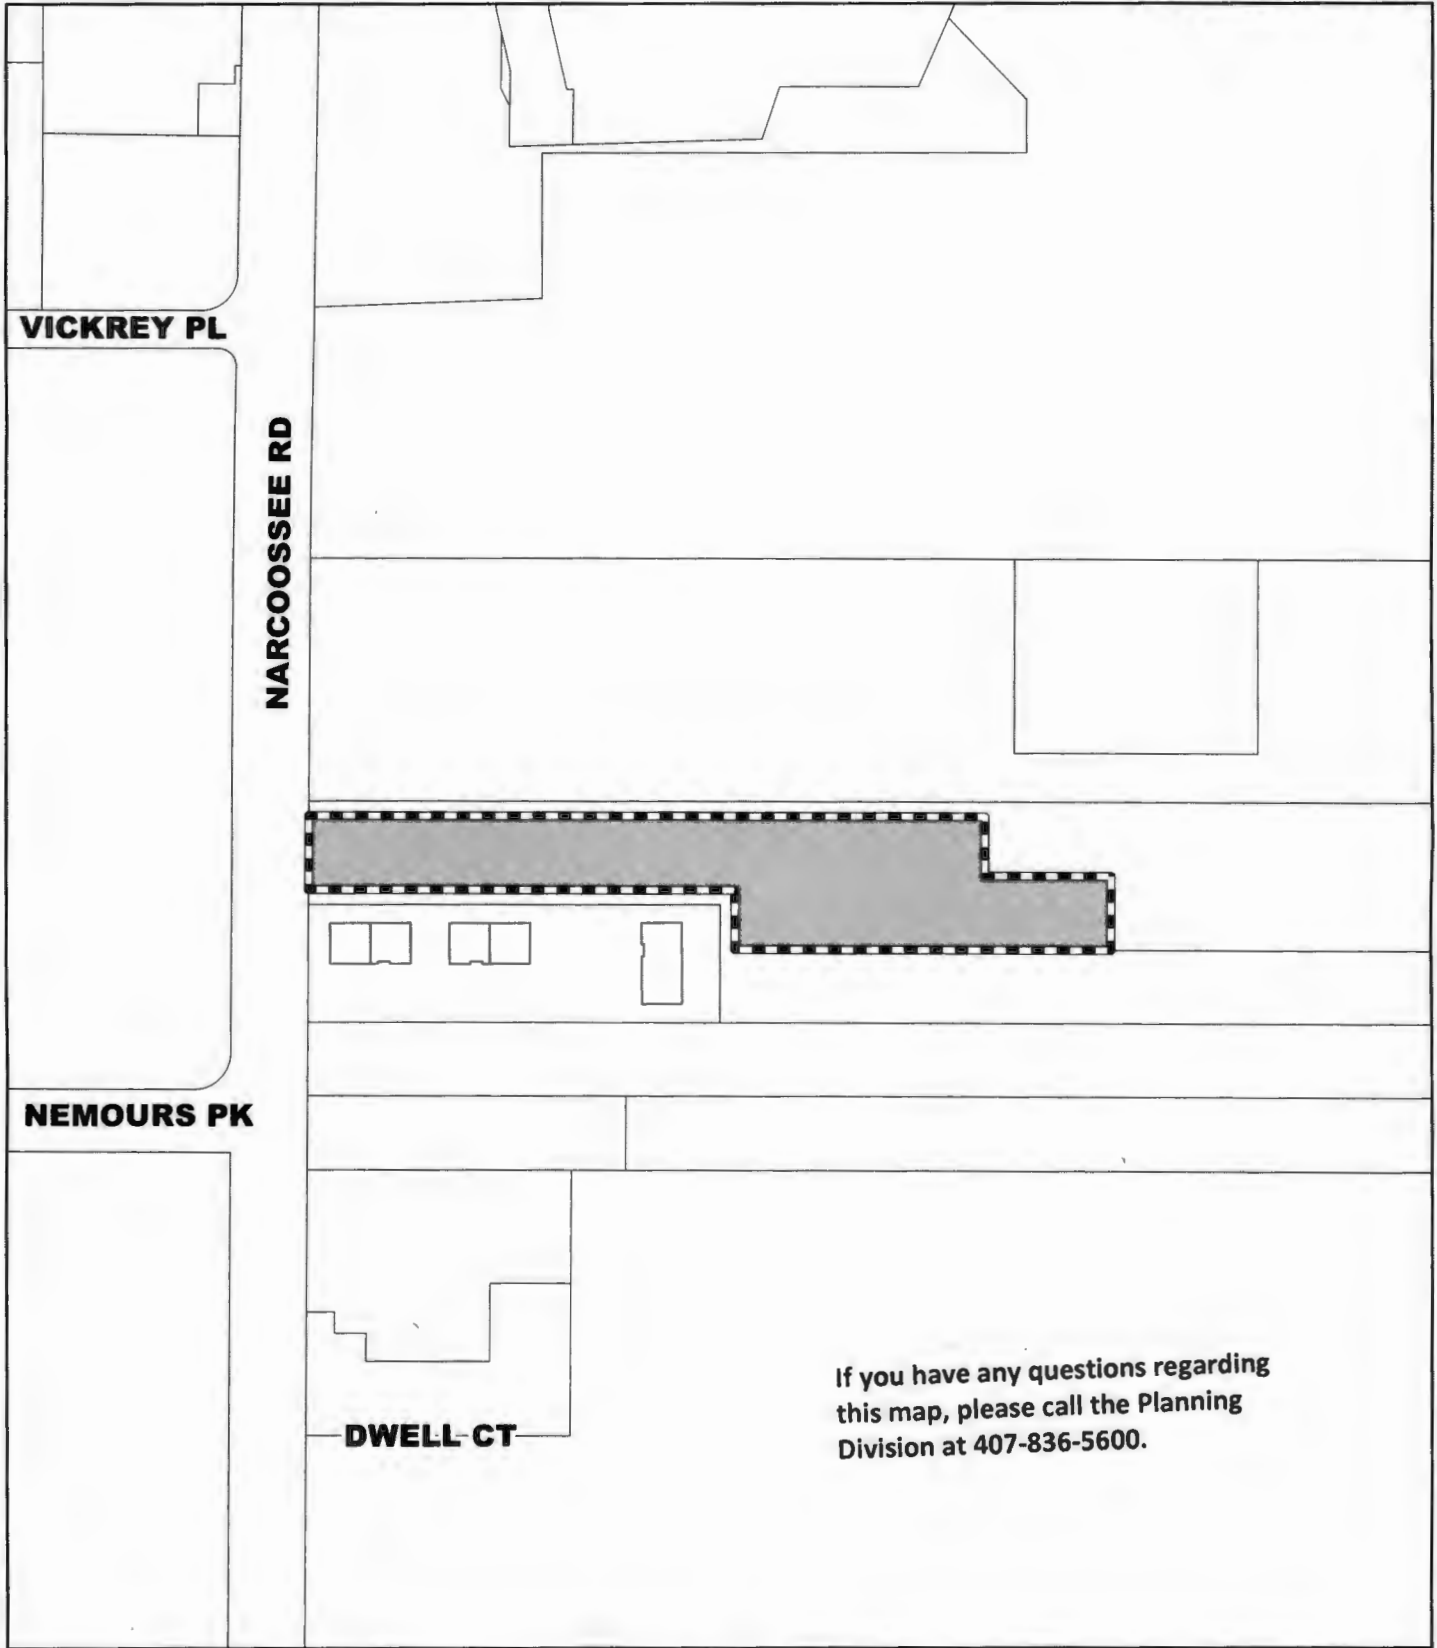 VICKREY PL
NARCOOSSEE RD
NEMOURS PK
DWELL CT
If you have any questions regarding
this map, please call the Planning
Division at 407-836-5600.